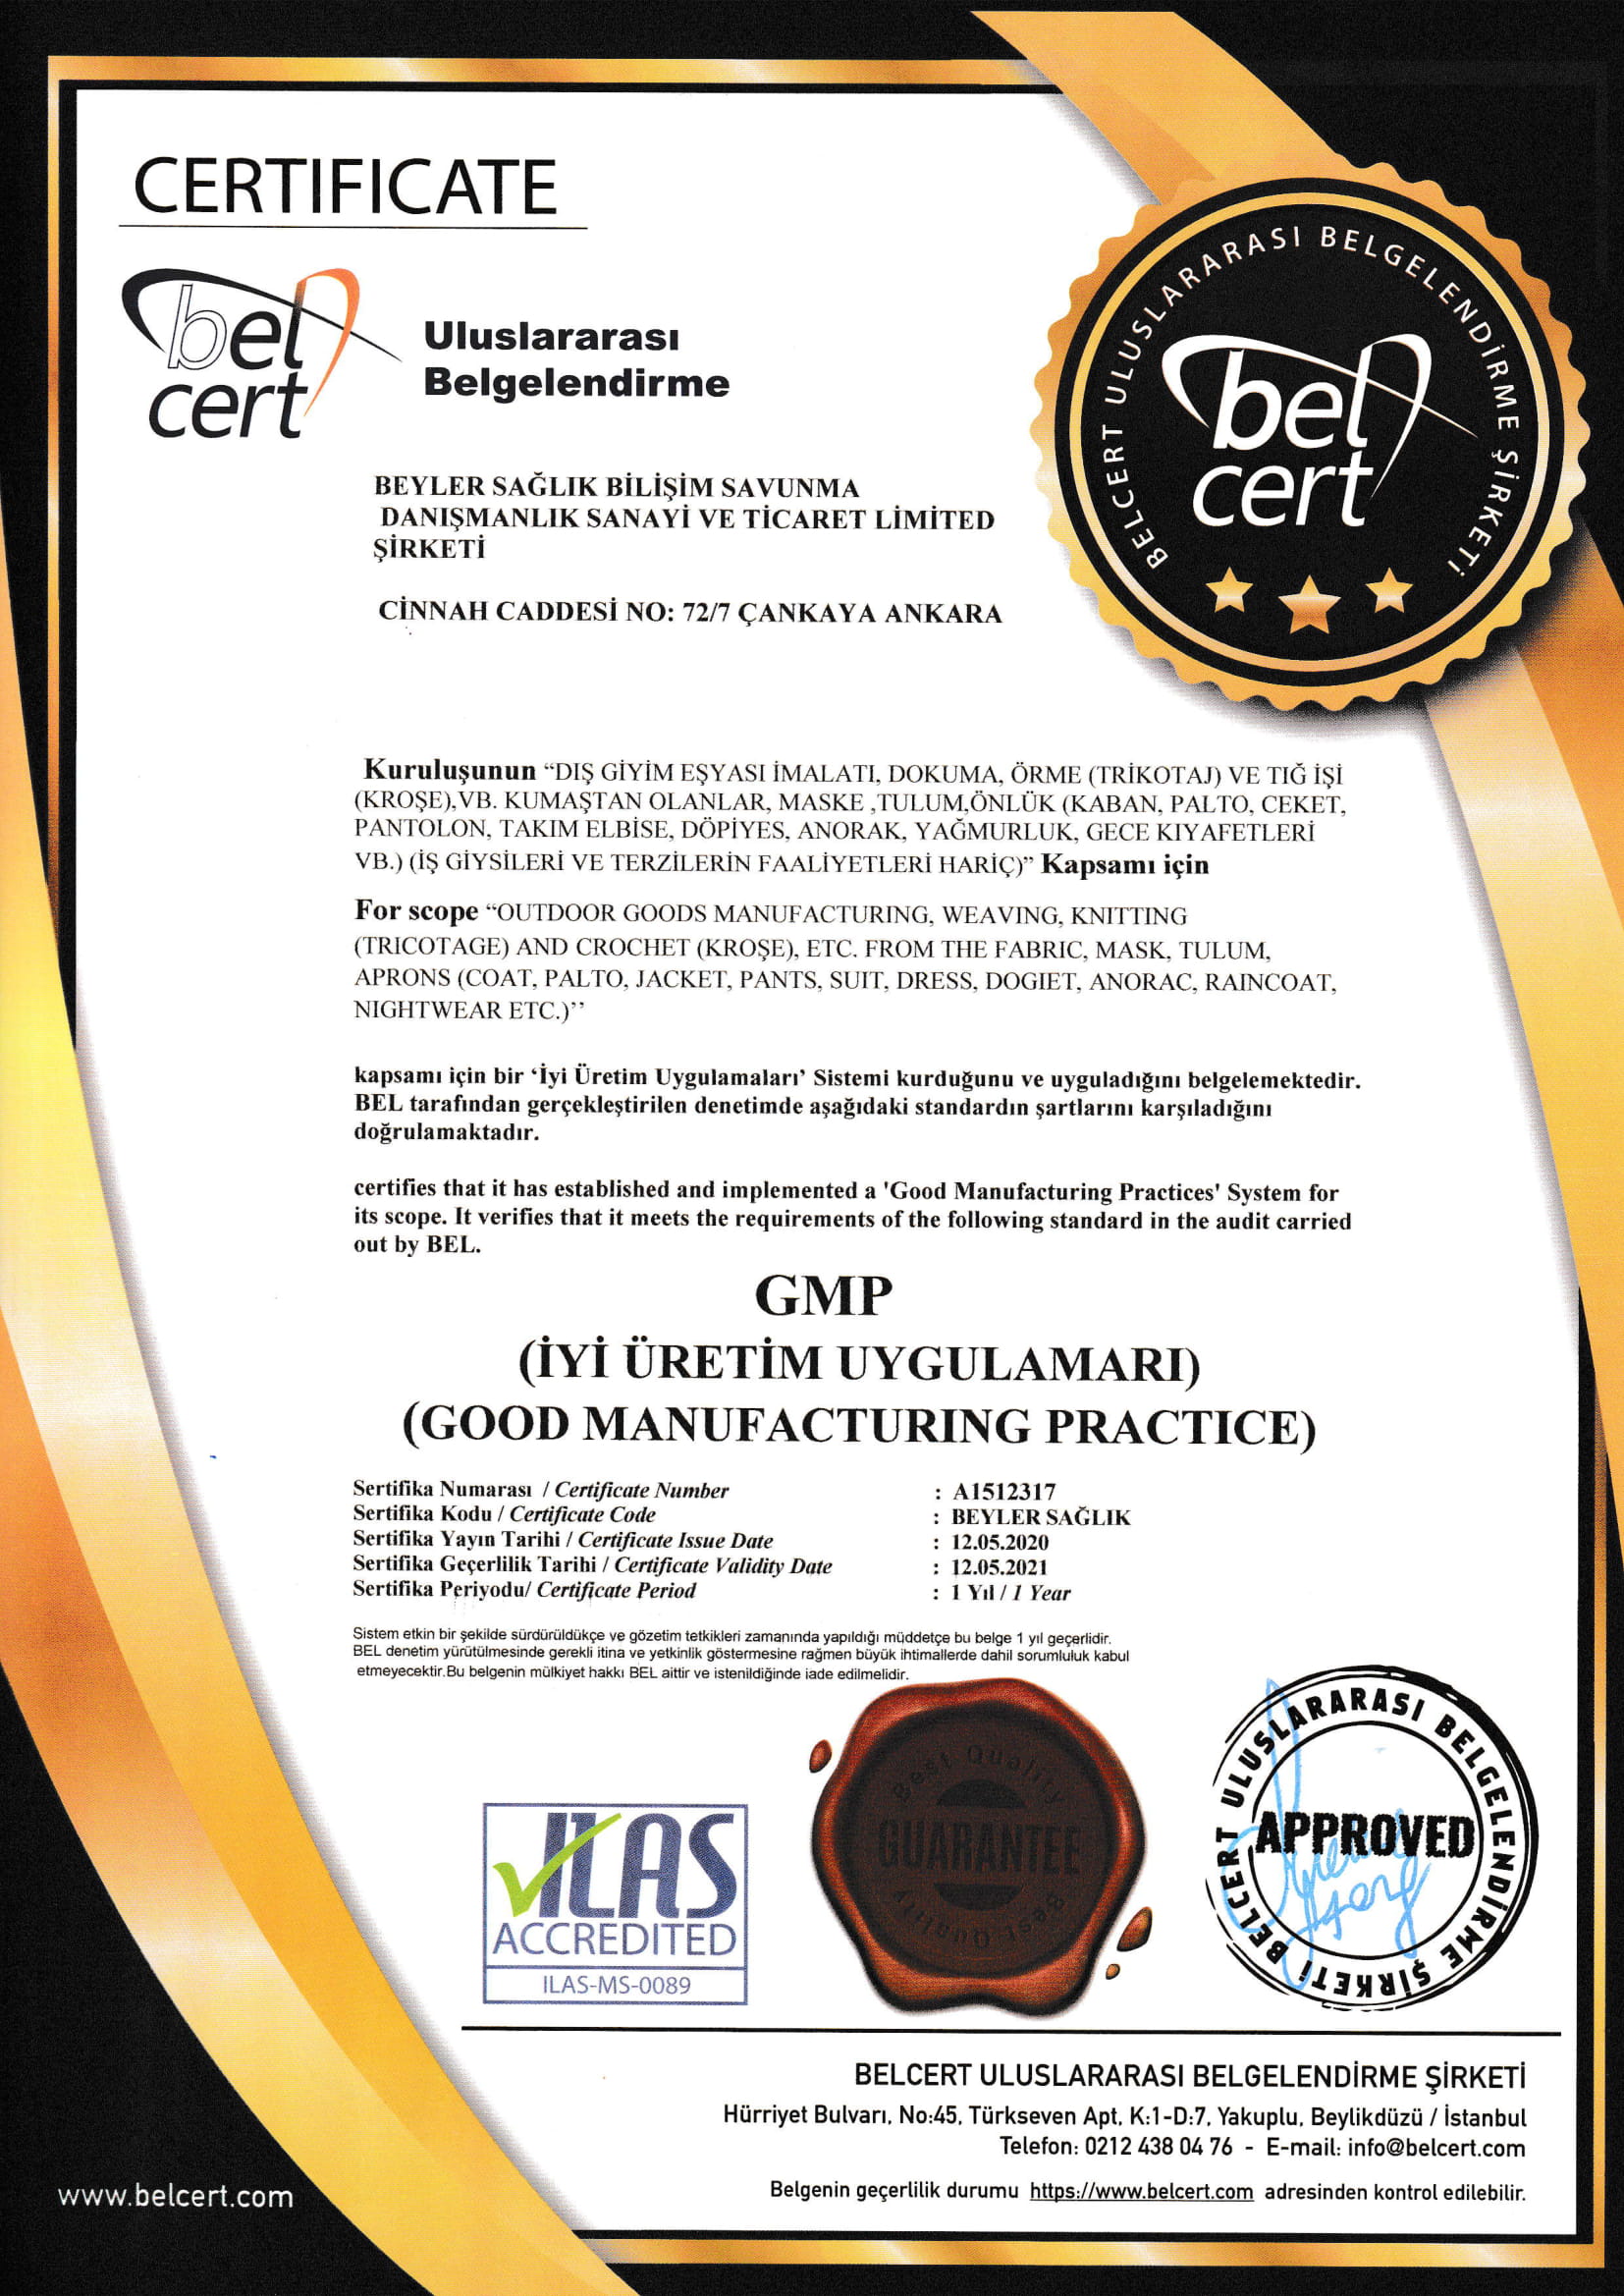 CERTIFICATE
bel
cert
Uluslararası
Belgelendirme
BELCERT ULUSLARARASI BELGELENDİRME ŞİRKETİ
bel
cert
BEYLER SAĞLIK BİLİŞİM SAVUNMA
DANIŞMANLIK SANAYİ VE TİCARET LİMİTED
ŞİRKETİ
CİNNAH CADDESİ NO: 72/7 ÇANKAYA ANKARA
Kuruluşunun “DIŞ GİYİM EŞYASI İMALATI, DOKUMA, ÖRME (TRİKOTAJ) VE TIĞ İŞİ
(KROŞE),VB. KUMAŞTAN OLANLAR, MASKE ,TULUM,ÖNLÜK (KABAN, PALTO, CEKET,
PANTOLON, TAKIM ELBİSE, DÖPİYES, ANORAK, YAĞMURLUK, GECE KIYAFETLERİ
VB.) (İŞ GİYSİLERİ VE TERZİLERİN FAALİYETLERİ HARİÇ)” Kapsamı için
For scope “OUTDOOR GOODS MANUFACTURING, WEAVING, KNITTING
(TRICOTAGE) AND CROCHET (KROŞE), ETC. FROM THE FABRIC, MASK, TULUM,
APRONS (COAT, PALTO, JACKET, PANTS, SUIT, DRESS, DOGIET, ANORAC, RAINCOAT,
NIGHTWEAR ETC.)’’
kapsamı için bir ‘İyi Üretim Uygulamaları’ Sistemi kurduğunu ve uyguladığını belgelemektedir.
BEL tarafından gerçekleştirilen denetimde aşağıdaki standardın şartlarını karşıladığını
doğrulamaktadır.
certifies that it has established and implemented a 'Good Manufacturing Practices' System for
its scope. It verifies that it meets the requirements of the following standard in the audit carried
out by BEL.
GMP
(İYİ ÜRETİM UYGULAMARI)
(GOOD MANUFACTURING PRACTICE)
Sertifika Numarası / Certificate Number : A1512317
Sertifika Kodu / Certificate Code : BEYLER SAĞLIK
Sertifika Yayın Tarihi / Certificate Issue Date : 12.05.2020
Sertifika Geçerlilik Tarihi / Certificate Validity Date : 12.05.2021
Sertifika Periyodu/ Certificate Period : 1 Yıl / 1 Year
Sistem etkin bir şekilde sürdürüldükçe ve gözetim tetkikleri zamanında yapıldığı müddetçe bu belge 1 yıl geçerlidir.
BEL denetim yürütülmesinde gerekli itina ve yetkinlik göstermesine rağmen büyük ihtimallerde dahil sorumluluk kabul
etmeyecektir.Bu belgenin mülkiyet hakkı BEL aittir ve istenildiğinde iade edilmelidir.
ILAS
ACCREDITED
ILAS-MS-0089
Best Quality
GUARANTEE
Best Quality
BELCERT ULUSLARARASI BELGELENDİRME ŞİRKETİ
APPROVED
BELCERT ULUSLARARASI BELGELENDİRME ŞİRKETİ
Hürriyet Bulvarı, No:45, Türkseven Apt. K:1-D:7, Yakuplu, Beylikdüzü / İstanbul
Telefon: 0212 438 04 76 - E-mail: info@belcert.com
Belgenin geçerlilik durumu https://www.belcert.com adresinden kontrol edilebilir.
www.belcert.com